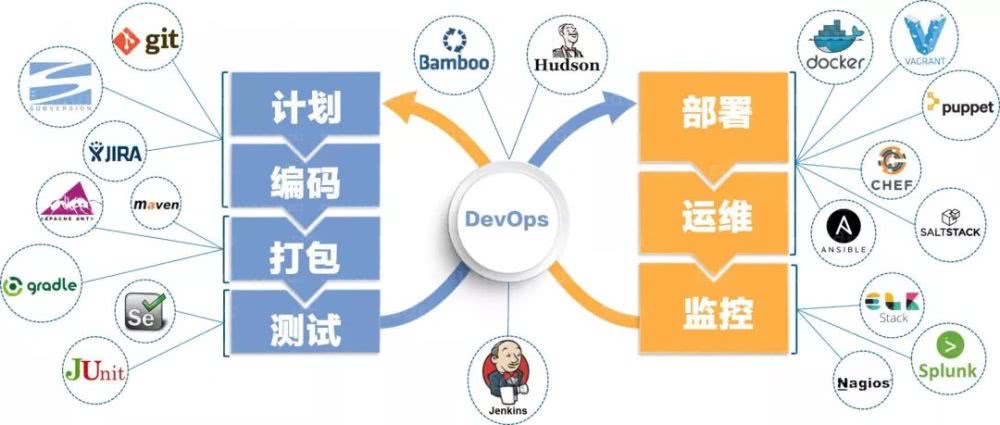 git
SUBVERSION
JIRA
APACHE ANT
maven
gradle
Se
JUnit
计划
编码
打包
测试
Bamboo
Hudson
DevOps
Jenkins
部署
运维
监控
docker
VAGRANT
puppet
CHEF
SALTSTACK
ANSIBLE
ELK
Stack
Splunk
Nagios